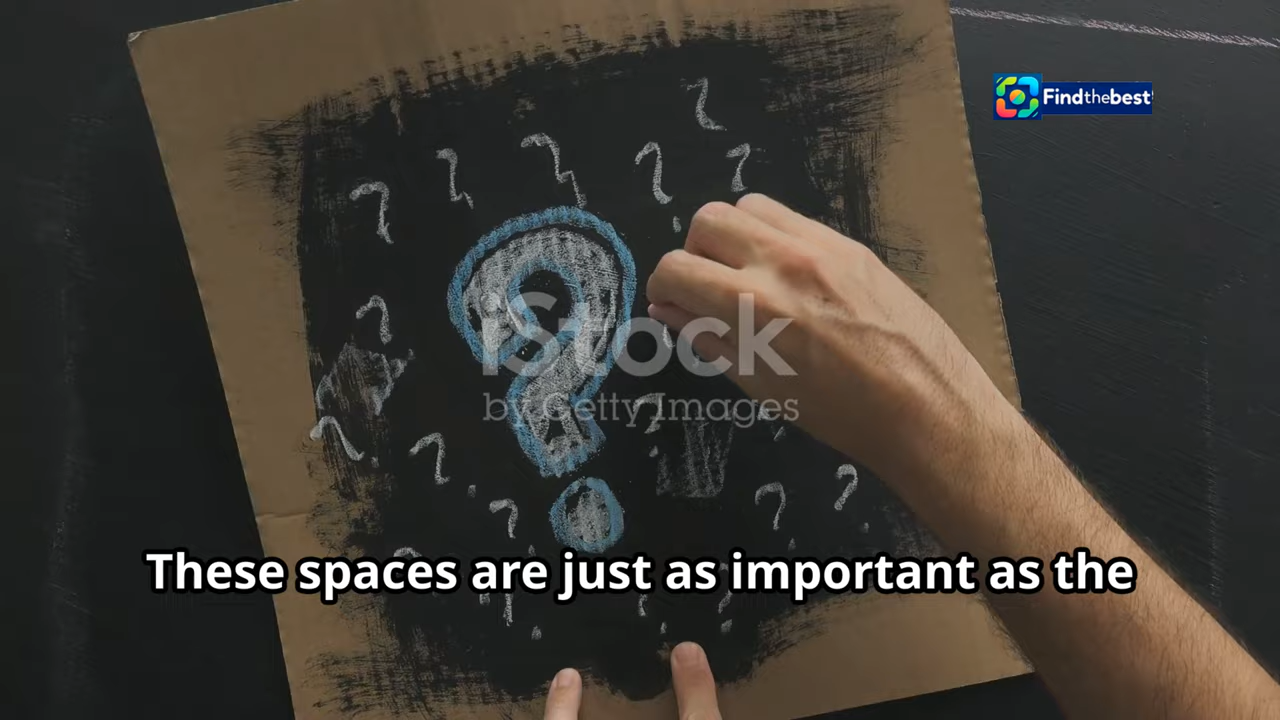 Findthebest
iStock
by Getty Images
These spaces are just as important as the